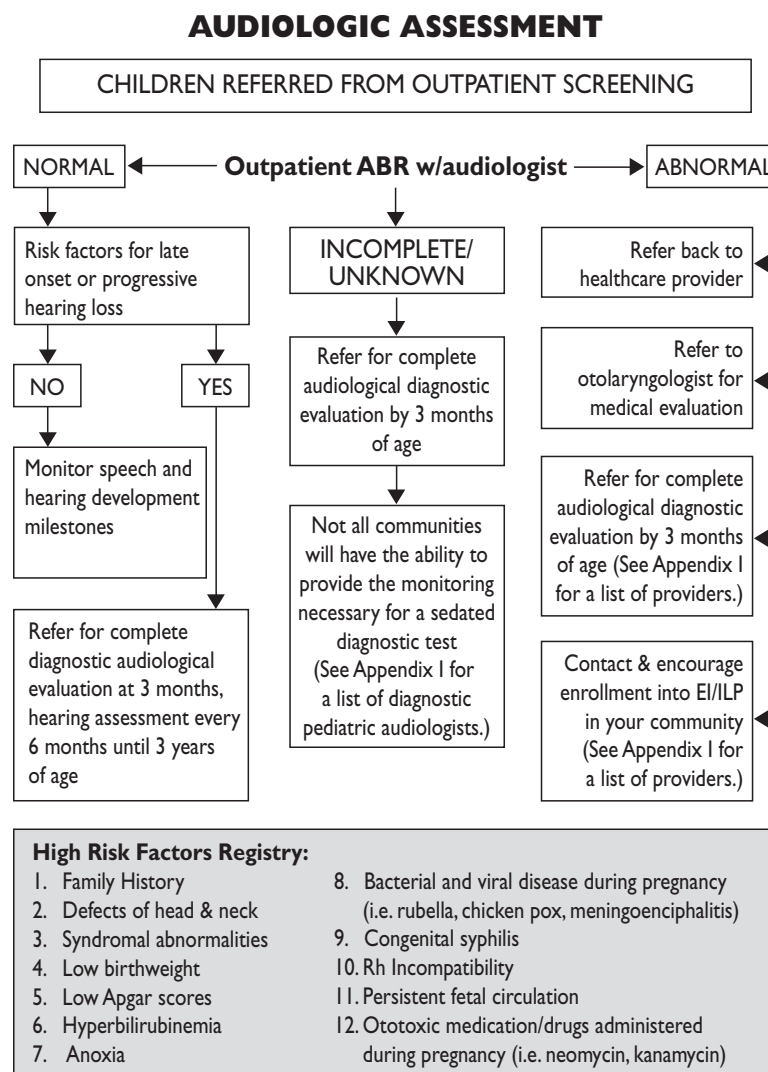 AUDIOLOGIC ASSESSMENT
CHILDREN REFERRED FROM OUTPATIENT SCREENING
NORMAL
Outpatient ABR w/audiologist
ABNORMAL
Risk factors for late
onset or progressive
hearing loss
NO
YES
Monitor speech and
hearing development
milestones
Refer for complete
diagnostic audiological
evaluation at 3 months,
hearing assessment every
6 months until 3 years
of age
INCOMPLETE/
UNKNOWN
Refer for complete
audiological diagnostic
evaluation by 3 months
of age
Not all communities
will have the ability to
provide the monitoring
necessary for a sedated
diagnostic test
(See Appendix I for
a list of diagnostic
pediatric audiologists.)
Refer back to
healthcare provider
Refer to
otolaryngologist for
medical evaluation
Refer for complete
audiological diagnostic
evaluation by 3 months
of age (See Appendix I
for a list of providers.)
Contact & encourage
enrollment into EI/ILP
in your community
(See Appendix I for
a list of providers.)
High Risk Factors Registry:
1. Family History
2. Defects of head & neck
3. Syndromal abnormalities
4. Low birthweight
5. Low Apgar scores
6. Hyperbilirubinemia
7. Anoxia
8. Bacterial and viral disease during pregnancy
(i.e. rubella, chicken pox, meningoenciphalitis)
9. Congenital syphilis
10. Rh Incompatibility
11. Persistent fetal circulation
12. Ototoxic medication/drugs administered
during pregnancy (i.e. neomycin, kanamycin)